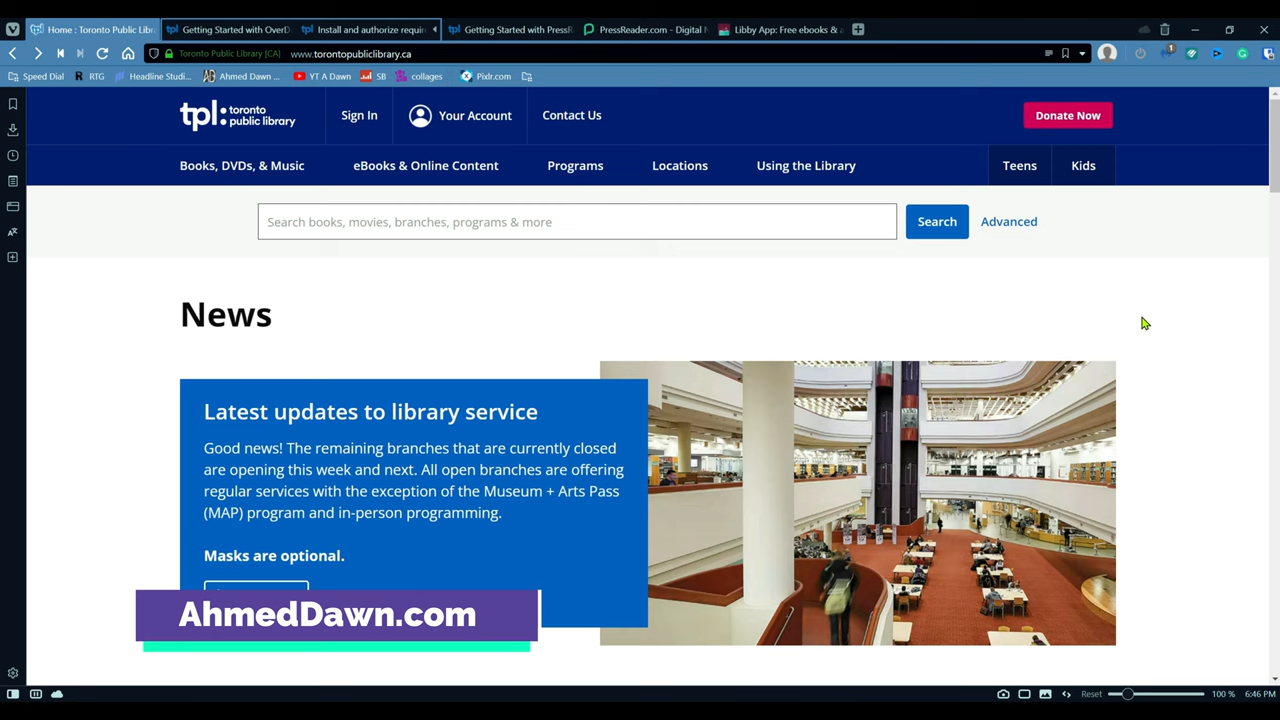 Home : Toronto Public Libr
Getting Started with OverD
Install and authorize requir
Getting Started with PressR
PressReader.com - Digital N
Libby App: Free ebooks & a
Toronto Public Library [CA]
www.torontopubliclibrary.ca
1
Speed Dial
RTG
Headline Studi...
Ahmed Dawn ...
YT A Dawn
SB
collages
Pixlr.com
tpl: toronto
public library
Sign In
Your Account
Contact Us
Donate Now
Books, DVDs, & Music
eBooks & Online Content
Programs
Locations
Using the Library
Teens
Kids
Search books, movies, branches, programs & more
Search
Advanced
News
Latest updates to library service
Good news! The remaining branches that are currently closed
are opening this week and next. All open branches are offering
regular services with the exception of the Museum + Arts Pass
(MAP) program and in-person programming.
Masks are optional.
AhmedDawn.com
Reset
100 %
6:46 PM